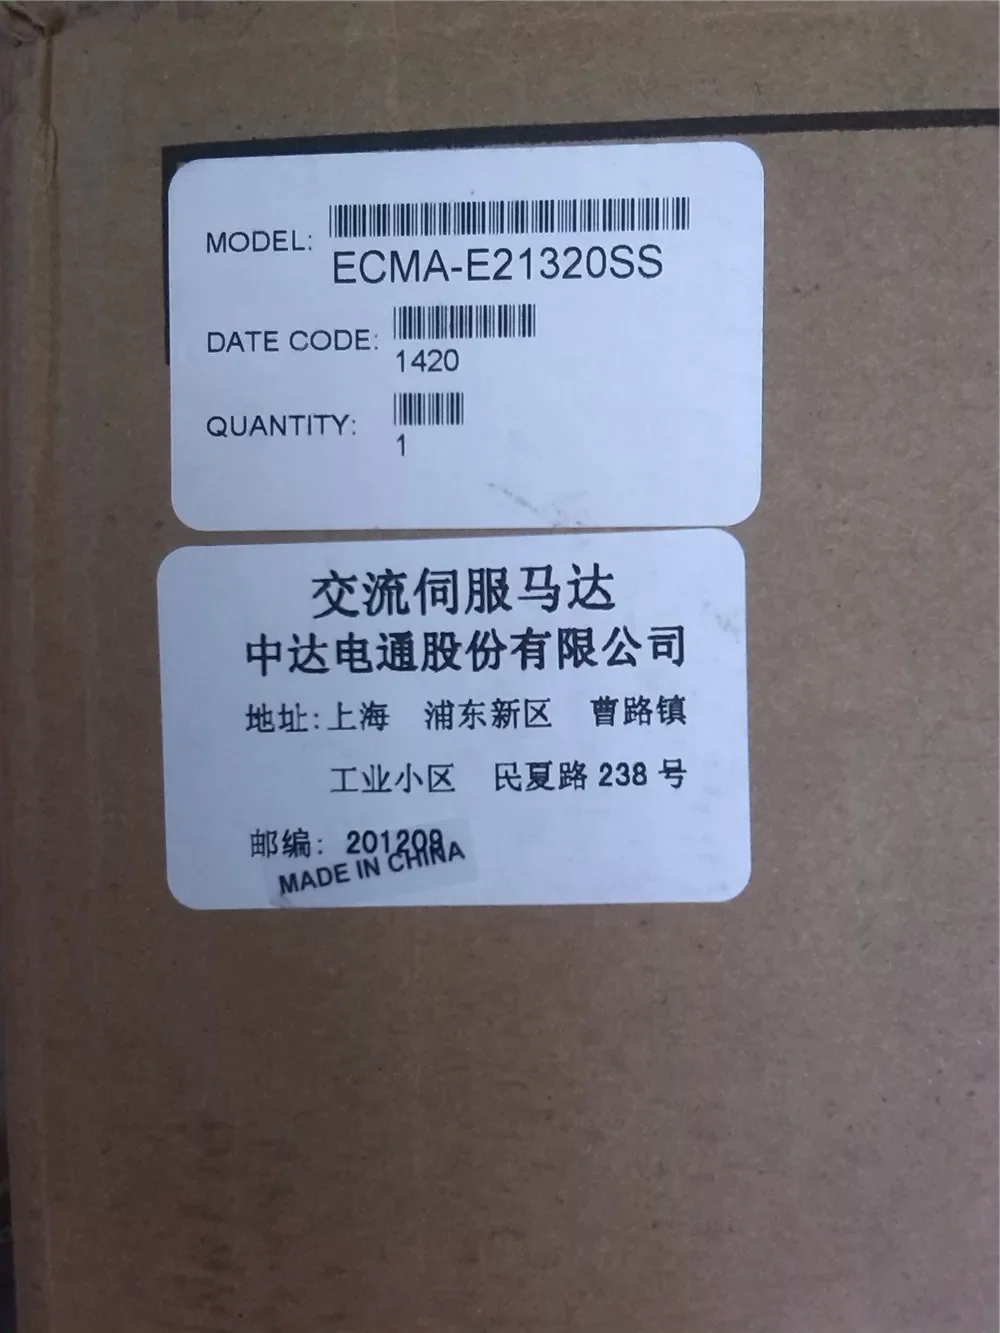 MODEL:
ECMA-E21320SS
DATE CODE:
1420
QUANTITY:
1
交流伺服马达
中达电通股份有限公司
地址:上海 浦东新区 曹路镇
工业小区 民夏路 238 号
邮编: 201209
MADE IN CHINA